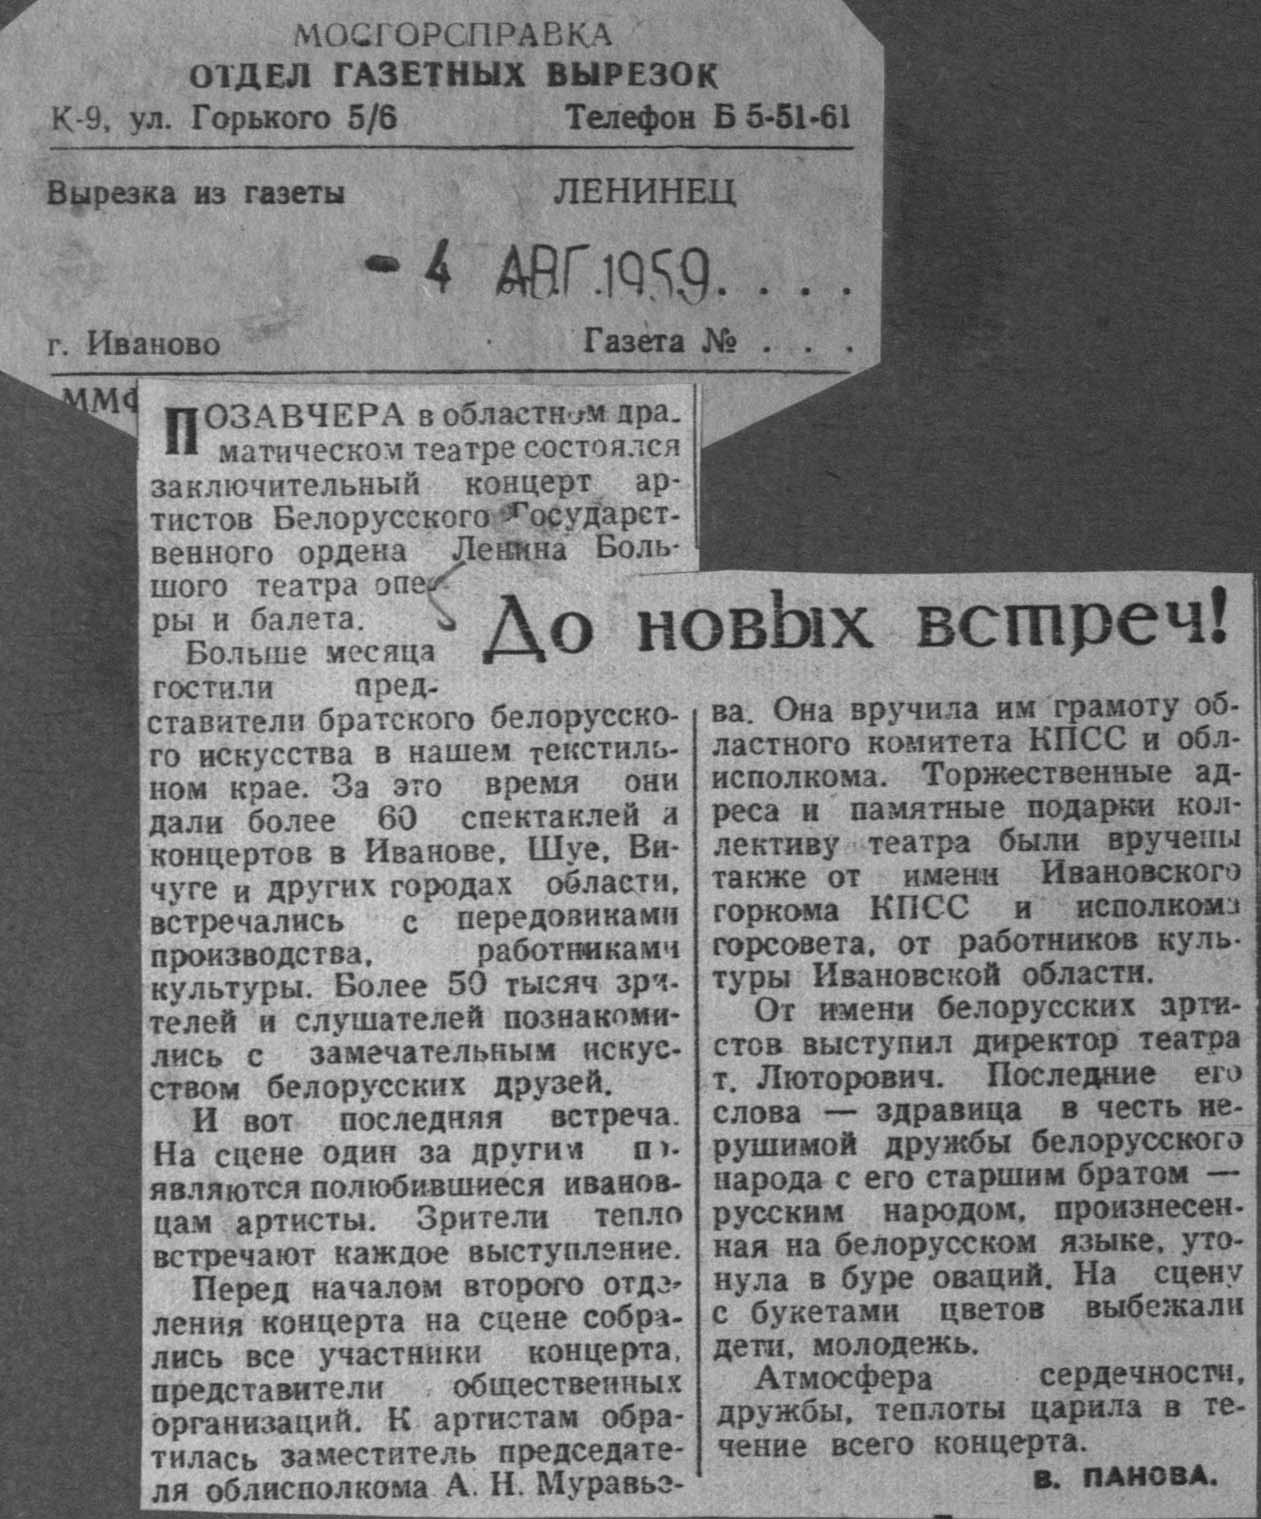 МОСГОРСПРАВКА
ОТДЕЛ ГАЗЕТНЫХ ВЫРЕЗОК
К-9, ул. Горького 5/6 Телефон Б 5-51-61
Вырезка из газеты ЛЕНИНЕЦ
- 4 АВГ.1959. . . . .
г. Иваново Газета № . . .
До новых встреч!
ПОЗАВЧЕРА в областном дра-
матическом театре состоялся
заключительный концерт ар-
тистов Белорусского Государст-
венного ордена Ленина Боль-
шого театра опе-
ры и балета.
Больше месяца
гостили пред-
ставители братского белорусско-
го искусства в нашем текстиль-
ном крае. За это время они
дали более 60 спектаклей и
концертов в Иванове, Шуе, Ви-
чуге и других городах области,
встречались с передовиками
производства, работниками
культуры. Более 50 тысяч зри-
телей и слушателей познакоми-
лись с замечательным искус-
ством белорусских друзей.
И вот последняя встреча.
На сцене один за другим по-
являются полюбившиеся иванов-
цам артисты. Зрители тепло
встречают каждое выступление.
Перед началом второго отде-
ления концерта на сцене собра-
лись все участники концерта,
представители общественных
организаций. К артистам обра-
тилась заместитель председате-
ля облисполкома А. Н. Муравье-
ва. Она вручила им грамоту об-
ластного комитета КПСС и обл-
исполкома. Торжественные ад-
реса и памятные подарки кол-
лективу театра были вручены
также от имени Ивановского
горкома КПСС и исполкома
горсовета, от работников куль-
туры Ивановской области.
От имени белорусских арти-
стов выступил директор театра
т. Люторович. Последние его
слова — здравица в честь не-
рушимой дружбы белорусского
народа с его старшим братом —
русским народом, произнесен-
ная на белорусском языке, уто-
нула в буре оваций. На сцену
с букетами цветов выбежали
дети, молодежь.
Атмосфера сердечности,
дружбы, теплоты царила в те-
чение всего концерта.
В. ПАНОВА.